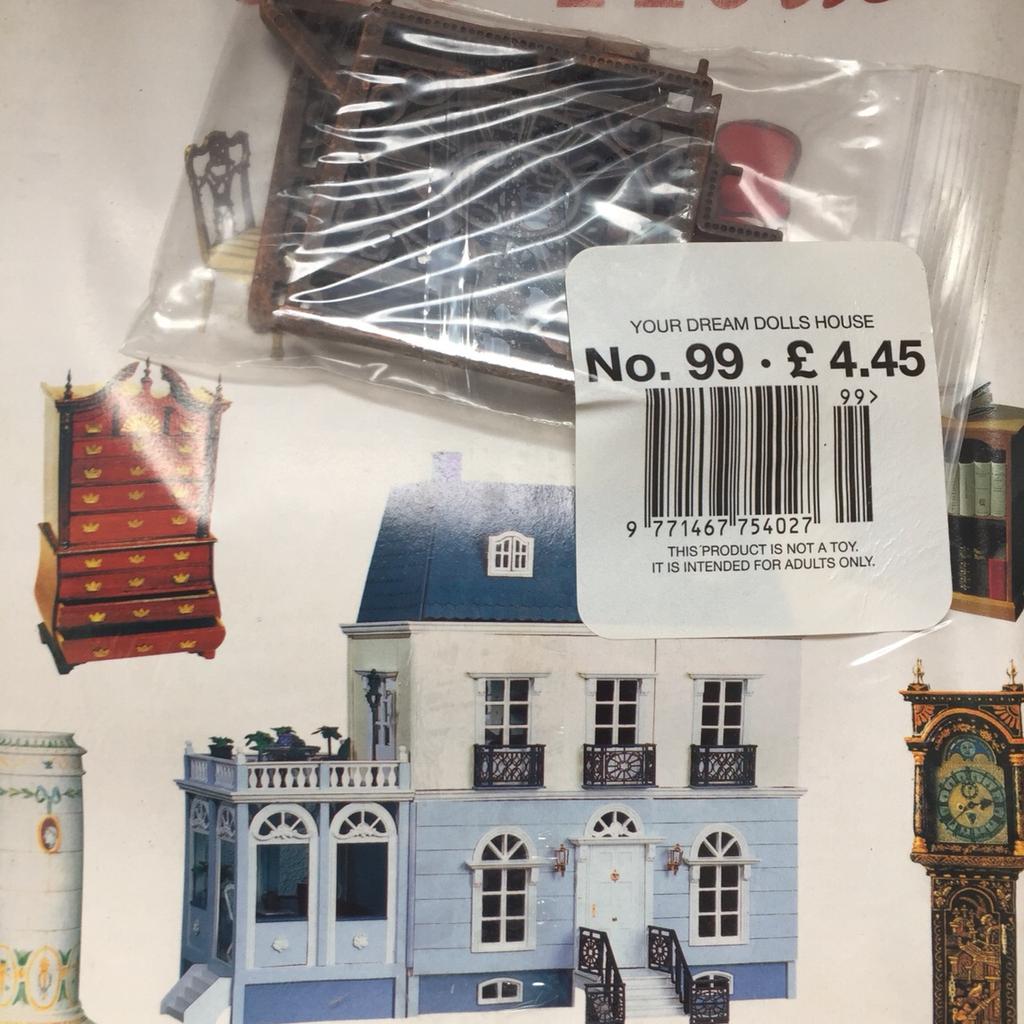 YOUR DREAM DOLLS HOUSE
No. 99 · £ 4.45
99>
9 771467 754027
THIS PRODUCT IS NOT A TOY.
IT IS INTENDED FOR ADULTS ONLY.